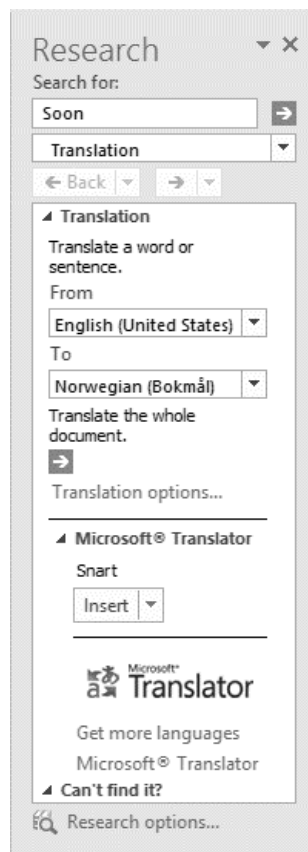 Research
Search for:
Soon
Translation
Back
Translation
Translate a word or
sentence.
From
English (United States)
To
Norwegian (Bokmål)
Translate the whole
document.
Translation options...
Microsoft® Translator
Snart
Insert
Microsoft®
Translator
Get more languages
Microsoft® Translator
Can't find it?
Research options...